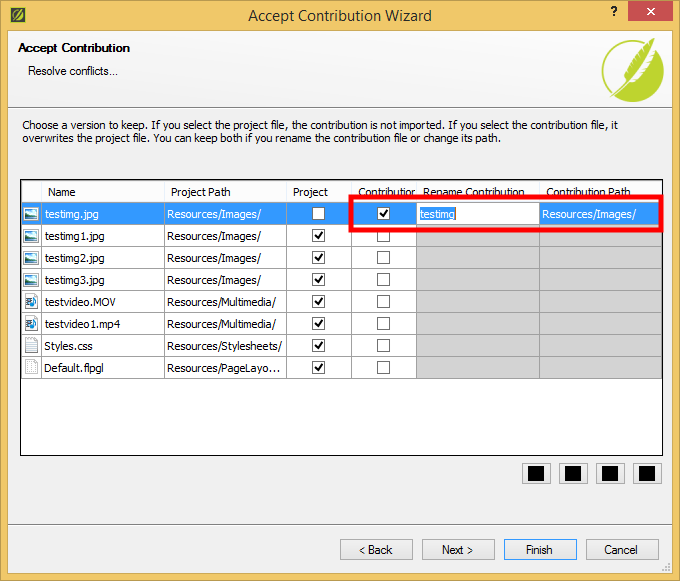 Accept Contribution Wizard
?
Accept Contribution
Resolve conflicts...
Choose a version to keep. If you select the project file, the contribution is not imported. If you select the contribution file, it
overwrites the project file. You can keep both if you rename the contribution file or change its path.
Name Project Path Project Contribution Rename Contribution Contribution Path
testimg.jpg Resources/Images/ testimg Resources/Images/
testimg1.jpg Resources/Images/
testimg2.jpg Resources/Images/
testimg3.jpg Resources/Images/
testvideo.MOV Resources/Multimedia/
testvideo1.mp4 Resources/Multimedia/
Styles.css Resources/Stylesheets/
Default.flpgl Resources/PageLayo...
< Back Next > Finish Cancel